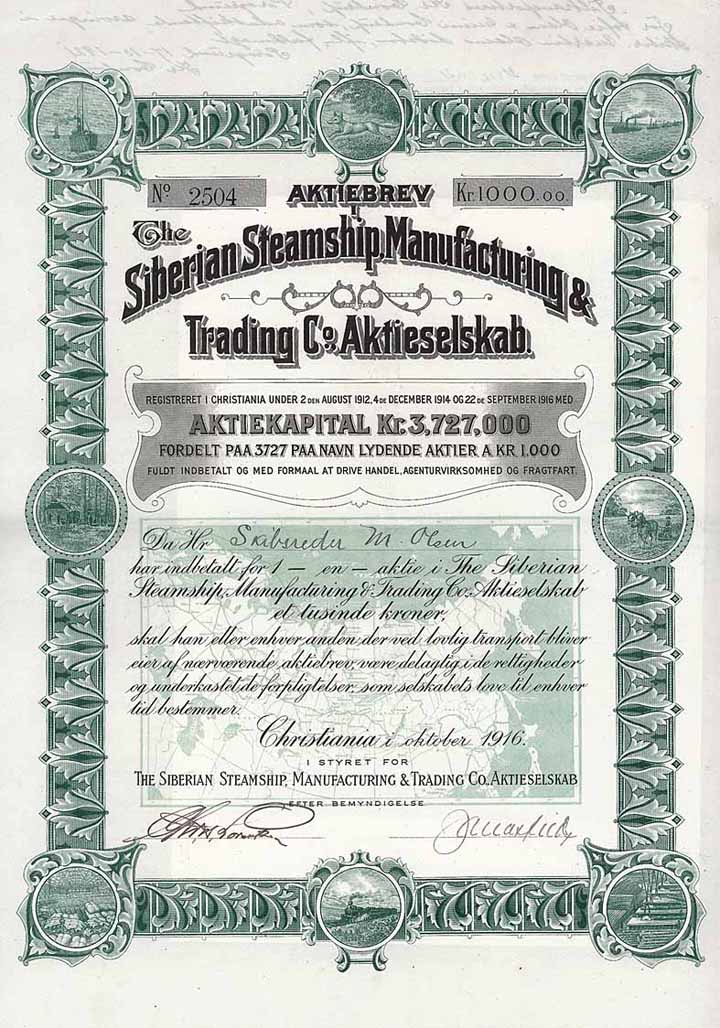 No 2504
AKTIEBREV
Kr. 1000.00.
I
The
Siberian Steamship, Manufacturing &
Trading Co. Aktieselskab.
REGISTRERET I CHRISTIANIA UNDER 2 DEN AUGUST 1912, 4 DE DECEMBER 1914 OG 22 DE SEPTEMBER 1916 MED
AKTIEKAPITAL Kr. 3,727,000
FORDELT PAA 3727 PAA NAVN LYDENDE AKTIER A KR 1.000
FULDT INDBETALT OG MED FORMAAL AT DRIVE HANDEL, AGENTURVIRKSOMHED OG FRAGTFART.
Da Hr. Skibsreder M. Olsen
har indbetalt for 1 — en — aktie i The Siberian
Steamship, Manufacturing & Trading Co. Aktieselskab
et tusinde kroner,
skal han eller enhver anden, der ved lovlig transport bliver
eier af nærværende aktiebrev, være delagtig i de rettigheder
og underkastet de forpligtelser, som selskabets love til enhver
tid bestemmer.
Christiania i oktober 1916.
I STYRET FOR
THE SIBERIAN STEAMSHIP, MANUFACTURING & TRADING CO. AKTIESELSKAB
EFTER BEMYNDIGELSE